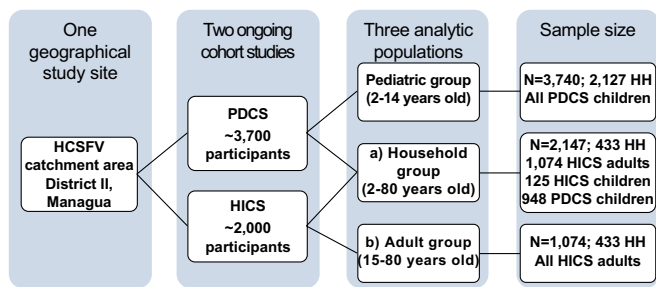 One
geographical
study site
Two ongoing
cohort studies
Three analytic
populations
Sample size
HCSFV
catchment area
District II,
Managua
PDCS
~3,700
participants
HICS
~2,000
participants
Pediatric group
(2-14 years old)
a) Household
group
(2-80 years old)
b) Adult group
(15-80 years old)
N=3,740; 2,127 HH
All PDCS children
N=2,147; 433 HH
1,074 HICS adults
125 HICS children
948 PDCS children
N=1,074; 433 HH
All HICS adults